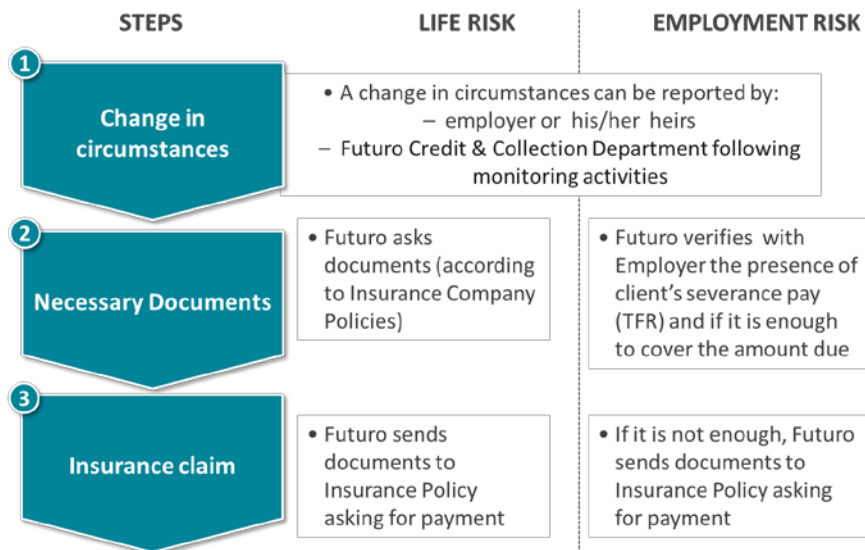 STEPS
LIFE RISK
EMPLOYMENT RISK
1
Change in
circumstances
• A change in circumstances can be reported by:
– employer or his/her heirs
– Futuro Credit & Collection Department following
monitoring activities
2
Necessary Documents
• Futuro asks
documents (according
to Insurance Company
Policies)
• Futuro verifies with
Employer the presence of
client's severance pay
(TFR) and if it is enough
to cover the amount due
3
Insurance claim
• Futuro sends
documents to
Insurance Policy
asking for payment
• If it is not enough, Futuro
sends documents to
Insurance Policy asking
for payment